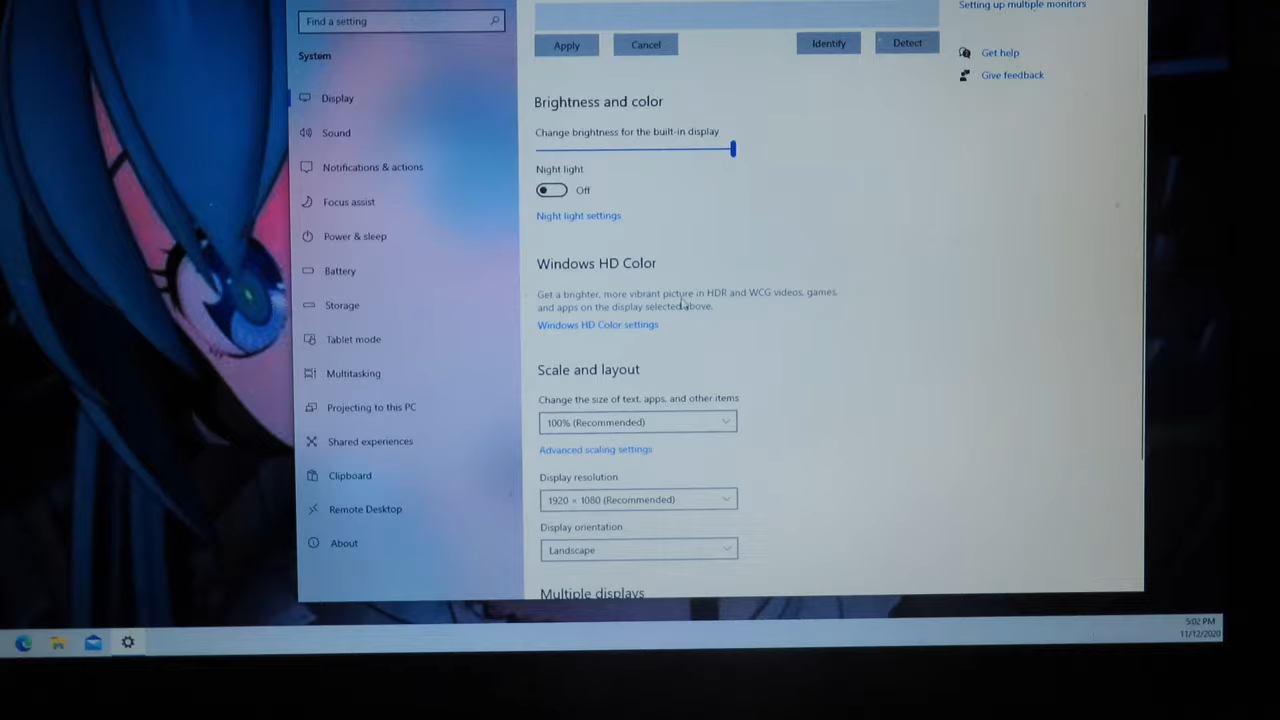 Find a setting
System
Display
Sound
Notifications & actions
Focus assist
Power & sleep
Battery
Storage
Tablet mode
Multitasking
Projecting to this PC
Shared experiences
Clipboard
Remote Desktop
About
Apply
Cancel
Identify
Detect
Brightness and color
Change brightness for the built-in display
Night light
Off
Night light settings
Windows HD Color
Get a brighter, more vibrant picture in HDR and WCG videos, games,
and apps on the display selected above.
Windows HD Color settings
Scale and layout
Change the size of text, apps, and other items
100% (Recommended)
Advanced scaling settings
Display resolution
1920 × 1080 (Recommended)
Display orientation
Landscape
Multiple displays
Setting up multiple monitors
Get help
Give feedback
5:02 PM
11/12/2020